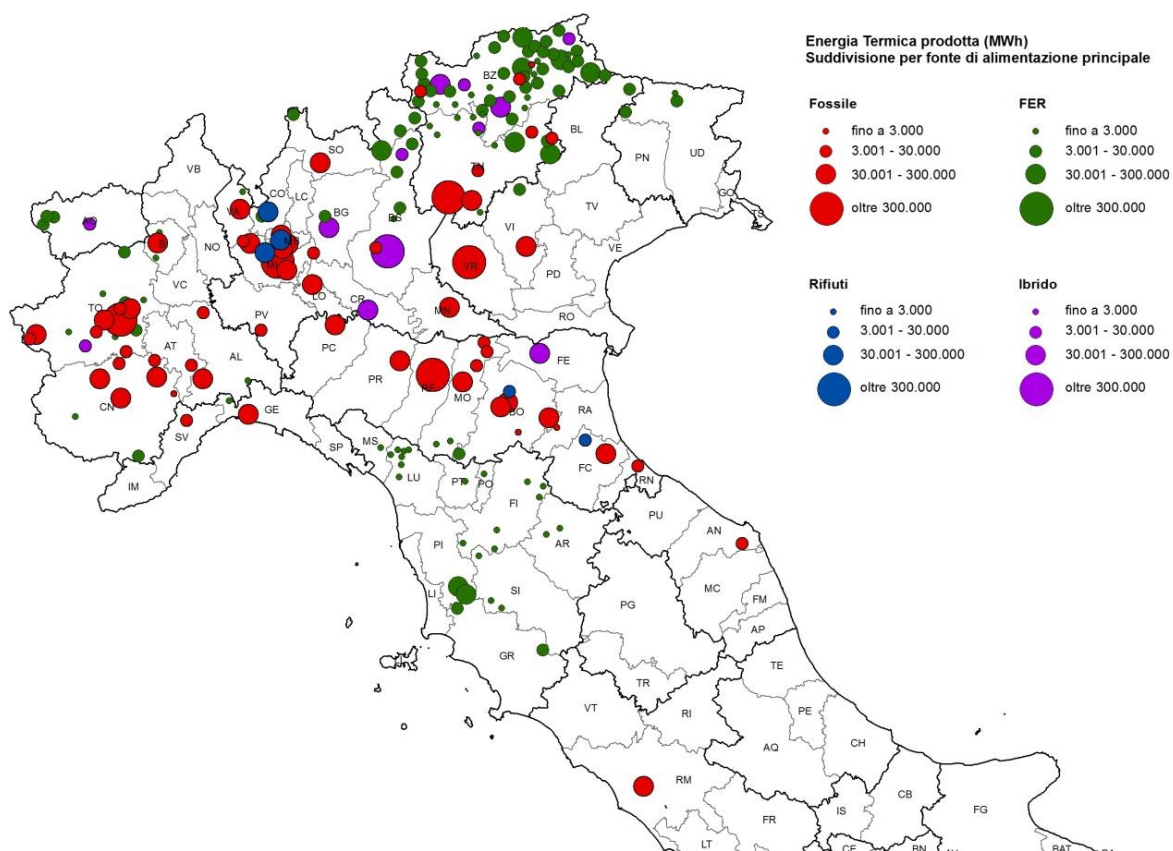 Energia Termica prodotta (MWh)
Suddivisione per fonte di alimentazione principale
Fossile
fino a 3.000
3.001 - 30.000
30.001 - 300.000
oltre 300.000
FER
fino a 3.000
3.001 - 30.000
30.001 - 300.000
oltre 300.000
Rifiuti
fino a 3.000
3.001 - 30.000
30.001 - 300.000
oltre 300.000
Ibrido
fino a 3.000
3.001 - 30.000
30.001 - 300.000
oltre 300.000
BZ
BL
SO
TN
PN
UD
VB
CO
LC
GO
AO
VA
BG
BS
VI
TV
TS
NO
MB
VE
MI
VR
PD
VC
LO
CR
TO
MN
RO
PV
PC
AT
AL
FE
PR
RE
MO
CN
GE
BO
RA
SV
MS
SP
FC
LU
PT
PO
RN
IM
FI
PU
AN
PI
AR
MC
LI
SI
FM
PG
AP
GR
TE
TR
VT
RI
PE
AQ
CH
RM
CB
IS
FG
FR
LT
CE
BN
BAT